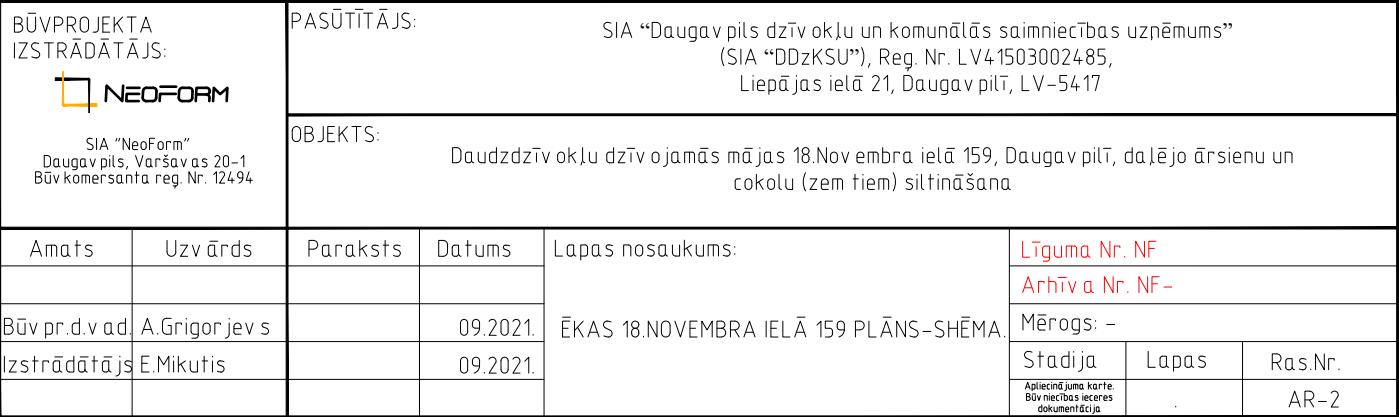 BŪVPROJEKTA
IZSTRĀDĀTĀJS:
NEOFORM
SIA "NeoForm"
Daugavpils, Varšavas 20-1
Būvkomersanta reģ. Nr. 12494
PASŪTĪTĀJS:
SIA “Daugavpils dzīvokļu un komunālās saimniecības uzņēmums”
(SIA “DDzKSU”), Reģ. Nr. LV41503002485,
Liepājas ielā 21, Daugavpilī, LV-5417
OBJEKTS:
Daudzdzīvokļu dzīvojamās mājas 18.Novembra ielā 159, Daugavpilī, daļējo ārsienu un
cokolu (zem tiem) siltināšana
Amats Uzvārds Paraksts Datums
Būvpr.d.vad. A.Grigorjevs 09.2021.
Izstrādātājs E.Mikutis 09.2021.
Lapas nosaukums:
ĒKAS 18.NOVEMBRA IELĀ 159 PLĀNS-SHĒMA.
Līguma Nr. NF
Arhīva Nr. NF-
Mērogs: -
Stadija Lapas Ras.Nr.
Apliecinājuma karte.
Būvniecības ieceres
dokumentācija
. AR-2